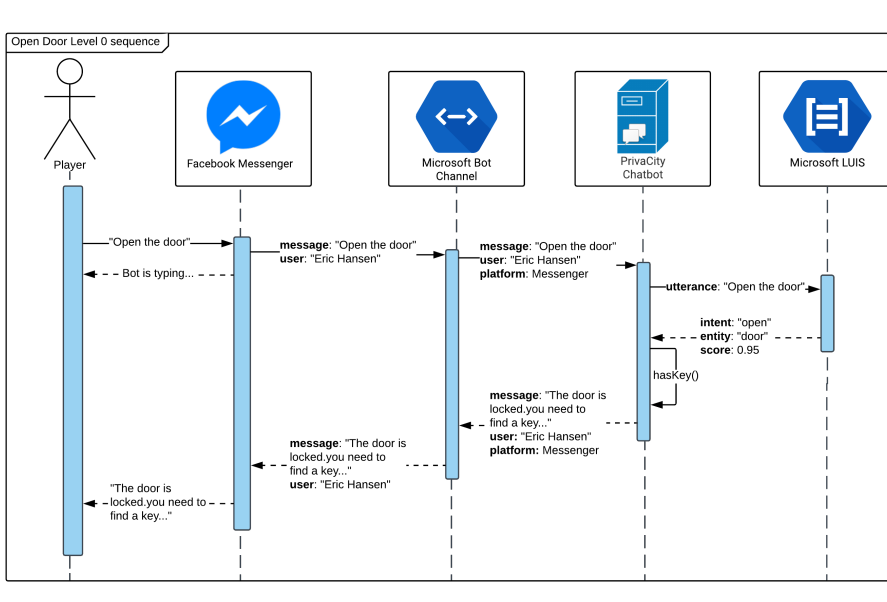 Open Door Level 0 sequence
Player
Facebook Messenger
Microsoft Bot
Channel
PrivaCity
Chatbot
Microsoft LUIS
"Open the door"
message: "Open the door"
user: "Eric Hansen"
message: "Open the door"
user: "Eric Hansen"
platform: Messenger
Bot is typing...
utterance: "Open the door"
intent: "open"
entity: "door"
score: 0.95
hasKey()
message: "The door is
locked.you need to
find a key..."
user: "Eric Hansen"
platform: Messenger
message: "The door is
locked.you need to
find a key..."
user: "Eric Hansen"
"The door is
locked.you need to
find a key..."